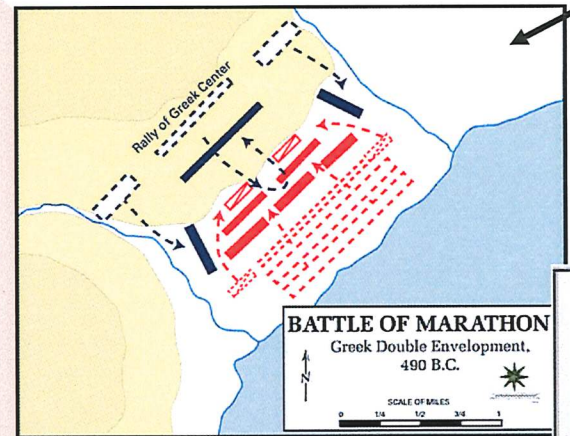 Rally of Greek Center
BATTLE OF MARATHON
Greek Double Envelopment,
490 B.C.
N
SCALE OF MILES
0 1/4 1/2 3/4 1